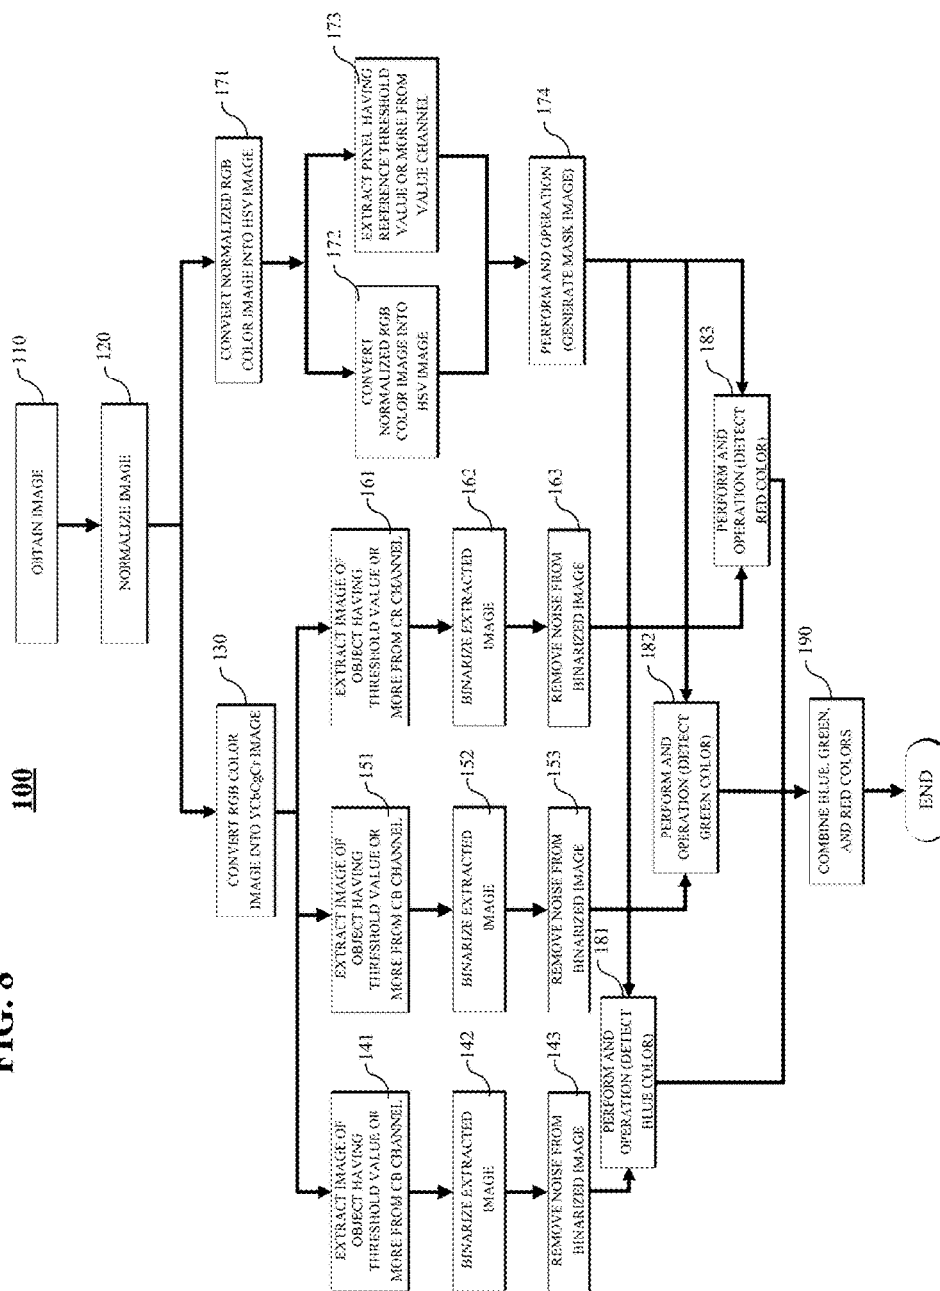 FIG. 8
100
OBTAIN IMAGE
110
NORMALIZE IMAGE
120
CONVERT RGB COLOR
IMAGE INTO YCbCgCr IMAGE
130
CONVERT NORMALIZED RGB
COLOR IMAGE INTO HSV IMAGE
171
EXTRACT IMAGE OF
OBJECT HAVING
THRESHOLD VALUE OR
MORE FROM CB CHANNEL
141
EXTRACT IMAGE OF
OBJECT HAVING
THRESHOLD VALUE OR
MORE FROM CB CHANNEL
151
EXTRACT IMAGE OF
OBJECT HAVING
THRESHOLD VALUE OR
MORE FROM CR CHANNEL
161
CONVERT
NORMALIZED RGB
COLOR IMAGE INTO
HSV IMAGE
172
EXTRACT PIXEL HAVING
REFERENCE THRESHOLD
VALUE OR MORE FROM
VALUE CHANNEL
173
BINARIZE EXTRACTED
IMAGE
142
BINARIZE EXTRACTED
IMAGE
152
BINARIZE EXTRACTED
IMAGE
162
PERFORM AND OPERATION
(GENERATE MASK IMAGE)
174
REMOVE NOISE FROM
BINARIZED IMAGE
143
REMOVE NOISE FROM
BINARIZED IMAGE
153
REMOVE NOISE FROM
BINARIZED IMAGE
163
PERFORM AND
OPERATION (DETECT
BLUE COLOR)
181
PERFORM AND
OPERATION (DETECT
GREEN COLOR)
182
PERFORM AND
OPERATION (DETECT
RED COLOR)
183
COMBINE BLUE, GREEN,
AND RED COLORS
190
END